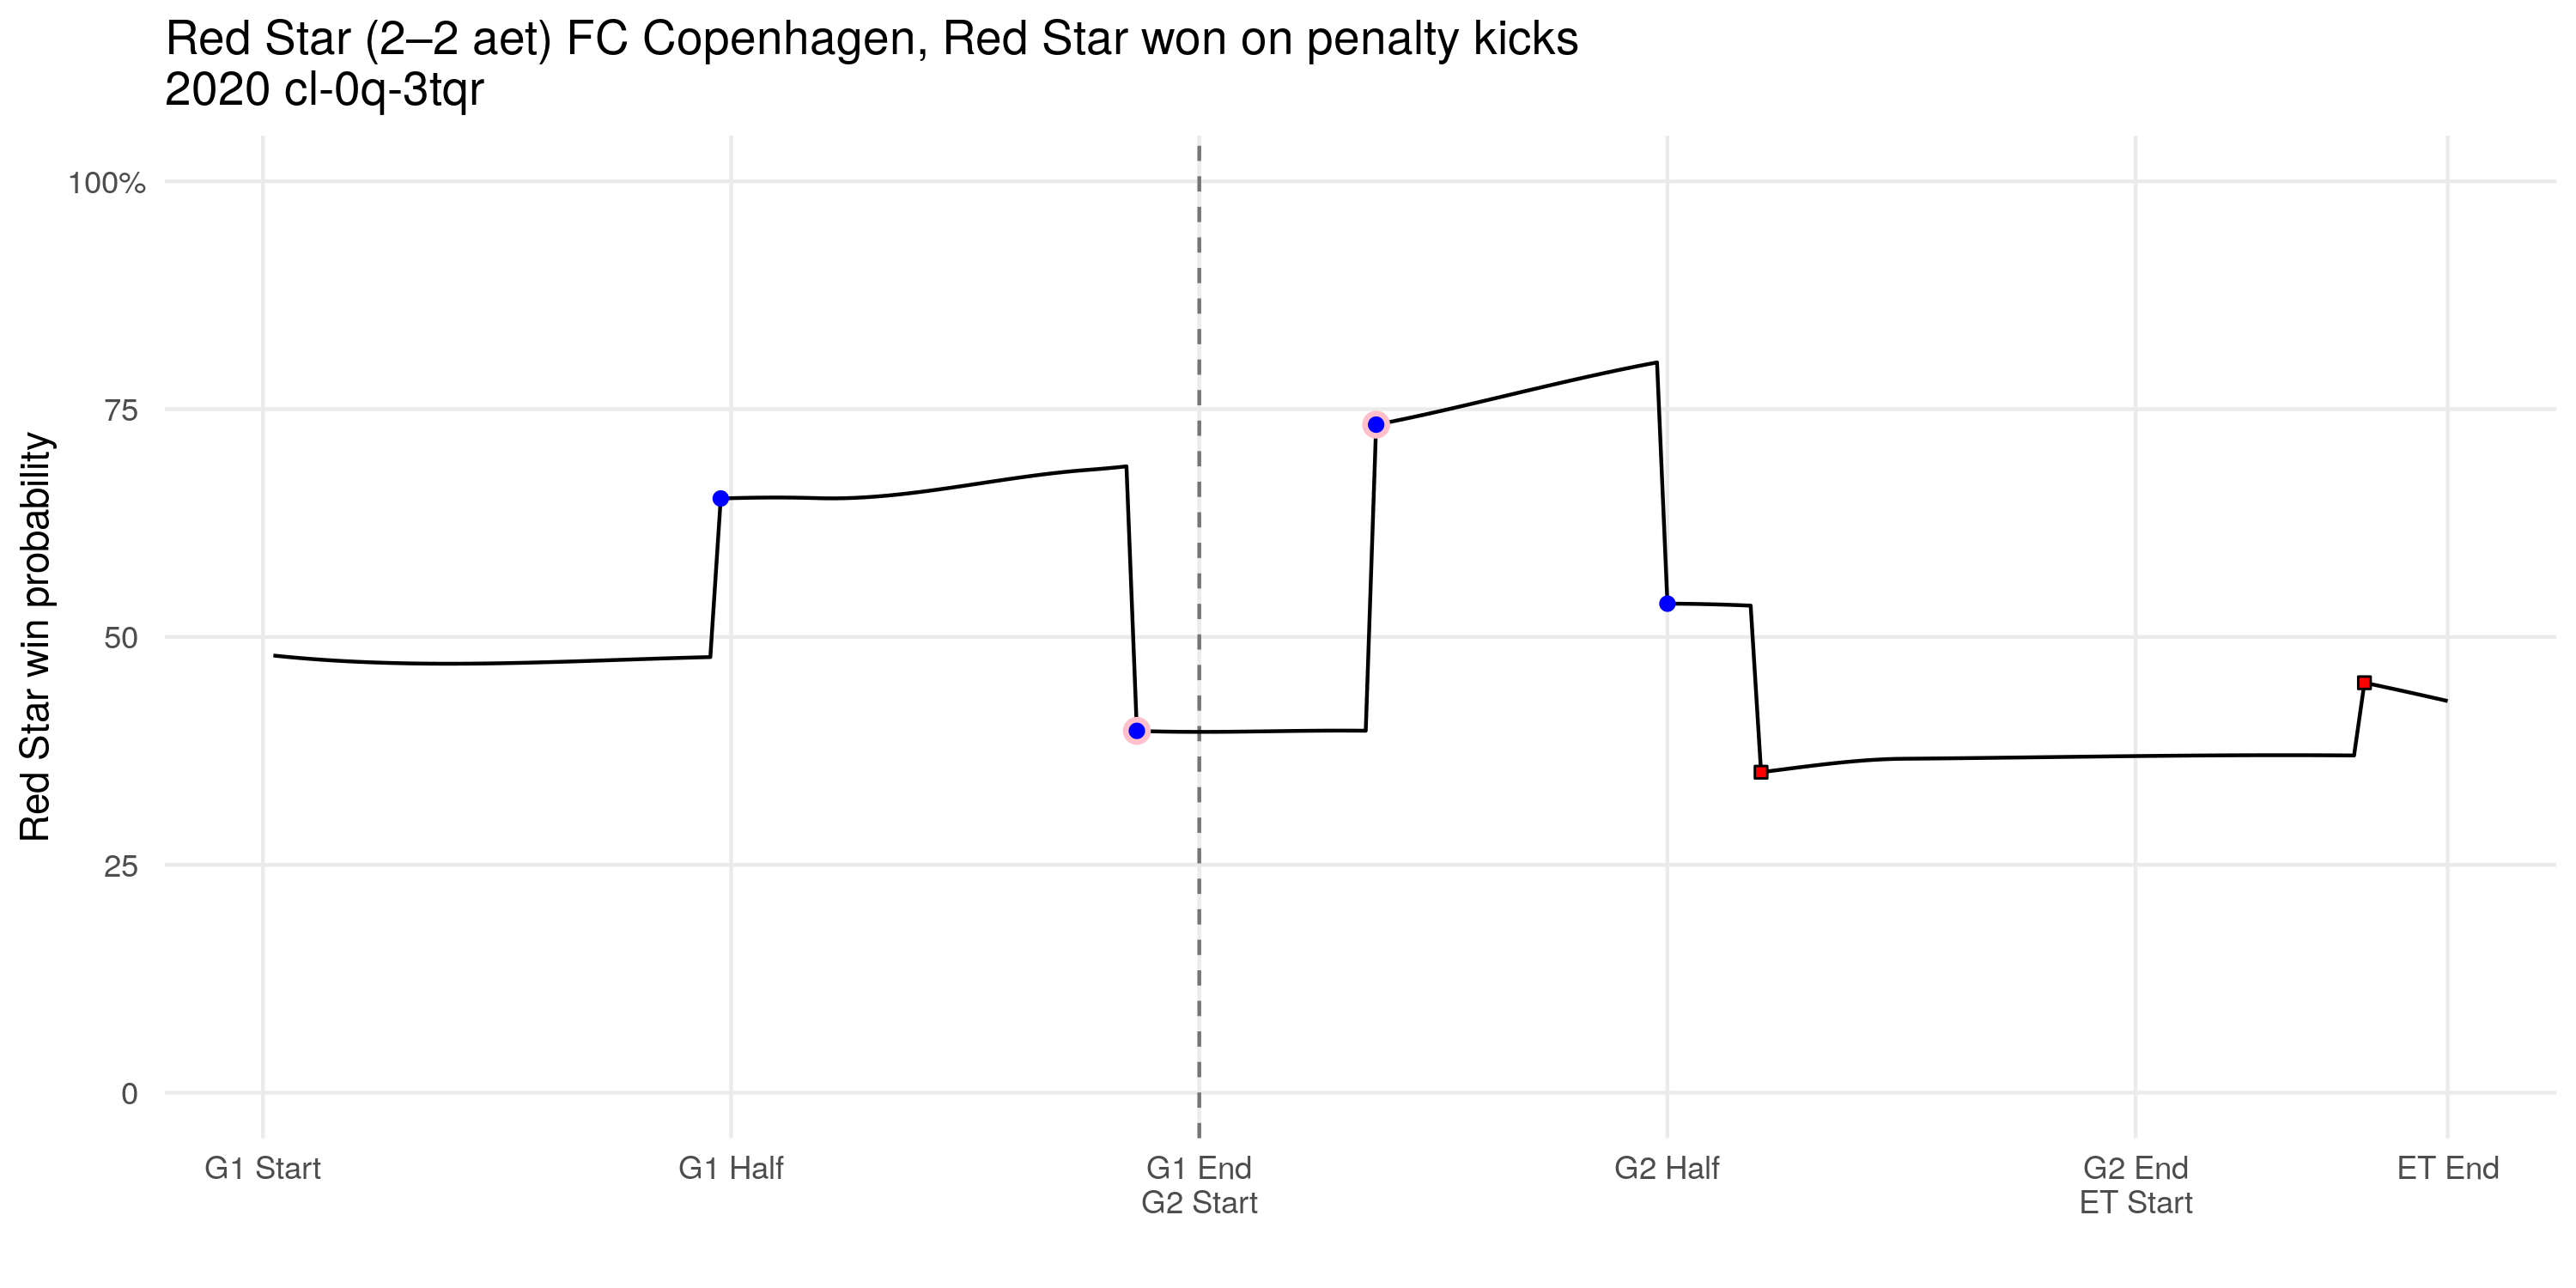 Red Star (2–2 aet) FC Copenhagen, Red Star won on penalty kicks
2020 cl-0q-3tqr
Red Star win probability
100%
75
50
25
0
G1 Start
G1 Half
G1 End
G2 Start
G2 Half
G2 End
ET Start
ET End